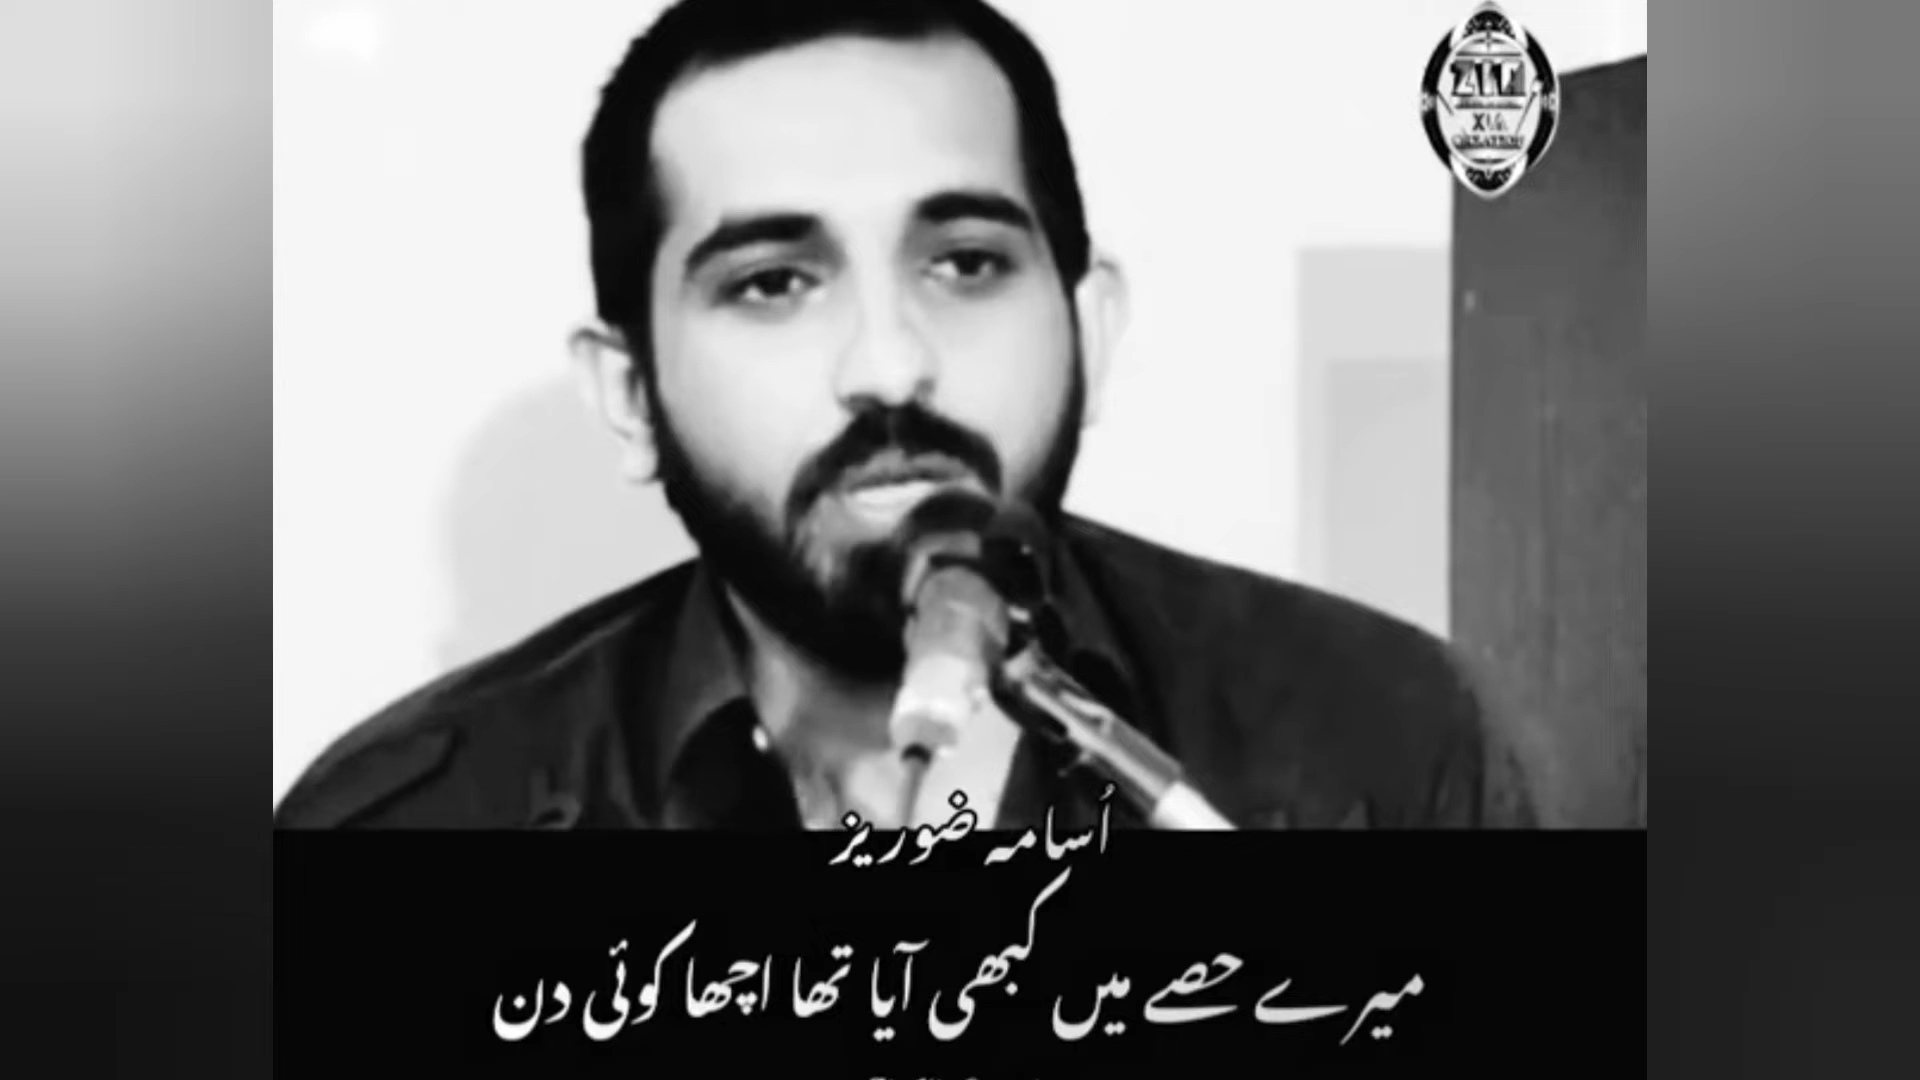 اُسامہ ضوریز
میرے حصے میں کبھی آیا تھا اچھا کوئی دن